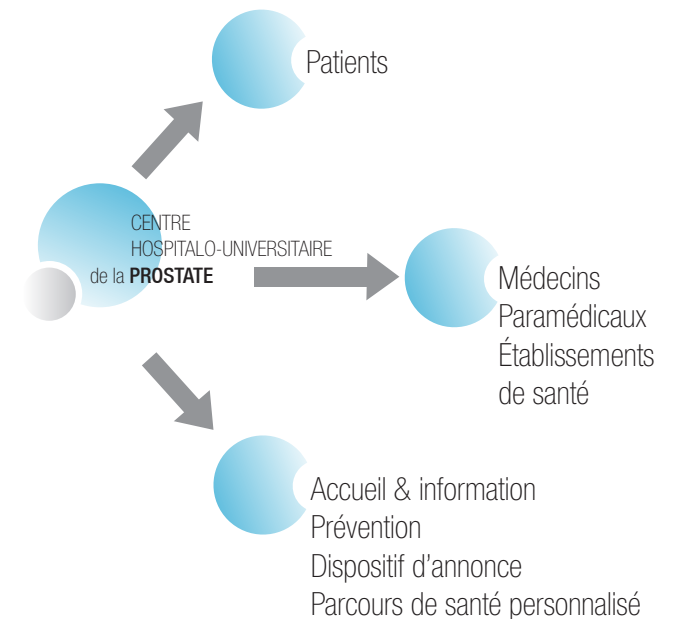 Patients
CENTRE
HOSPITALO-UNIVERSITAIRE
de la PROSTATE
Médecins
Paramédicaux
Établissements
de santé
Accueil & information
Prévention
Dispositif d'annonce
Parcours de santé personnalisé